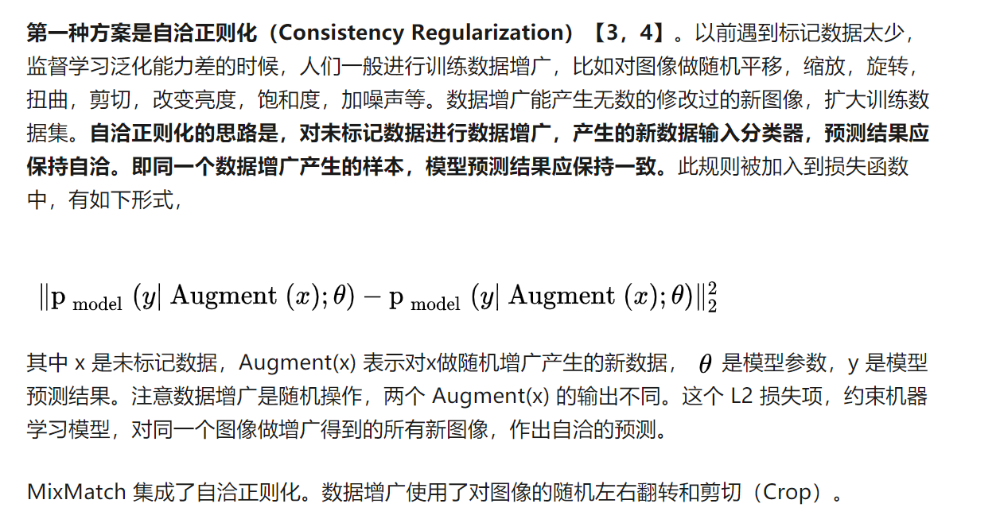 第一种方案是自洽正则化（Consistency Regularization）【3，4】。以前遇到标记数据太少，
监督学习泛化能力差的时候，人们一般进行训练数据增广，比如对图像做随机平移，缩放，旋转，
扭曲，剪切，改变亮度，饱和度，加噪声等。数据增广能产生无数的修改过的新图像，扩大训练数
据集。自洽正则化的思路是，对未标记数据进行数据增广，产生的新数据输入分类器，预测结果应
保持自洽。即同一个数据增广产生的样本，模型预测结果应保持一致。此规则被加入到损失函数
中，有如下形式，
‖p model (y| Augment (x); θ) − p model (y| Augment (x); θ)‖₂²
其中 x 是未标记数据，Augment(x) 表示对x做随机增广产生的新数据， θ 是模型参数，y 是模型
预测结果。注意数据增广是随机操作，两个 Augment(x) 的输出不同。这个 L2 损失项，约束机器
学习模型，对同一个图像做增广得到的所有新图像，作出自洽的预测。
MixMatch 集成了自洽正则化。数据增广使用了对图像的随机左右翻转和剪切（Crop）。